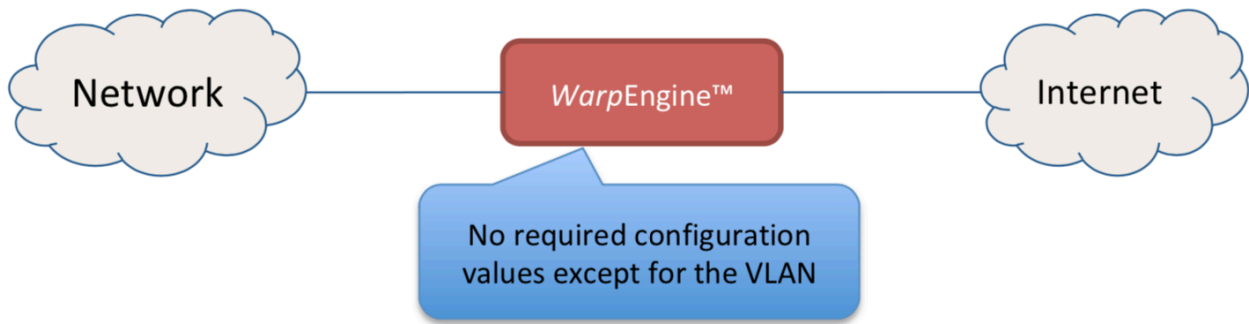 Network
WarpEngine™
Internet
No required configuration
values except for the VLAN